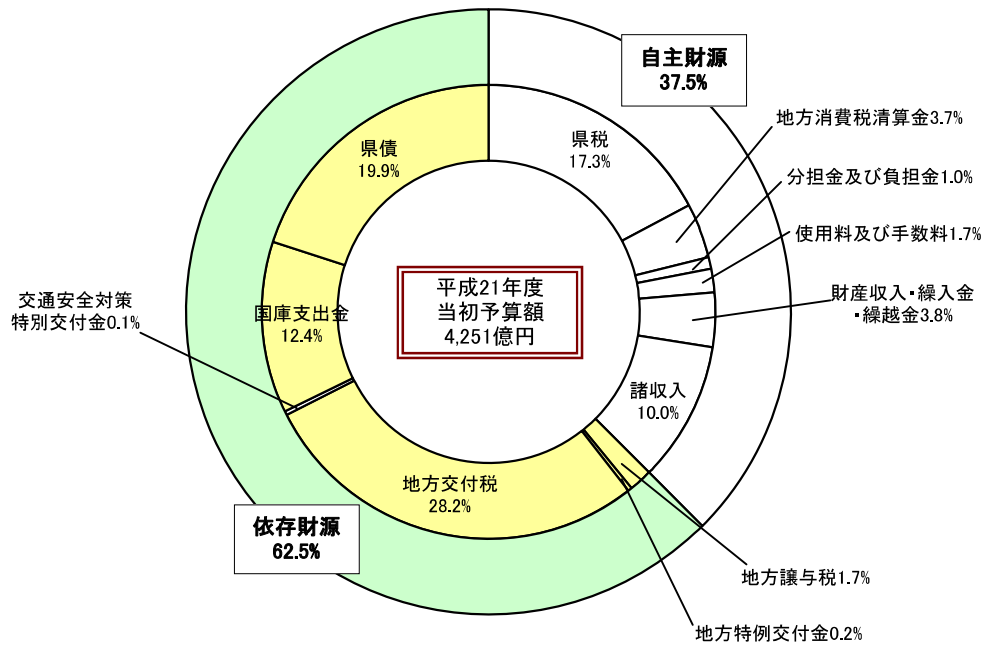 自主財源
37.5%
県税
17.3%
地方消費税清算金3.7%
分担金及び負担金1.0%
使用料及び手数料1.7%
財産収入・繰入金
・繰越金3.8%
諸収入
10.0%
地方譲与税1.7%
地方特例交付金0.2%
地方交付税
28.2%
依存財源
62.5%
交通安全対策
特別交付金0.1%
国庫支出金
12.4%
県債
19.9%
平成21年度
当初予算額
4,251億円